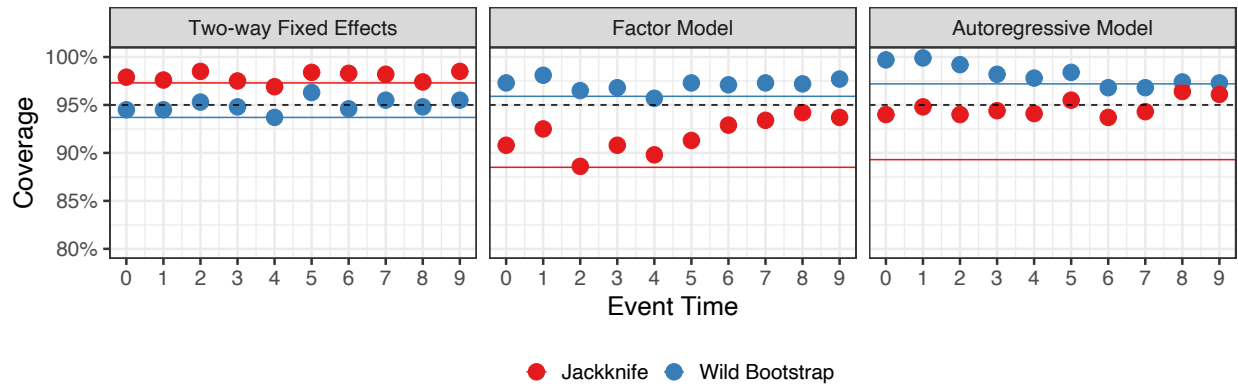 Two-way Fixed Effects Factor Model Autoregressive Model
100%
95%
90%
85%
80%
Coverage
0 1 2 3 4 5 6 7 8 9 0 1 2 3 4 5 6 7 8 9 0 1 2 3 4 5 6 7 8 9
Event Time
Jackknife Wild Bootstrap